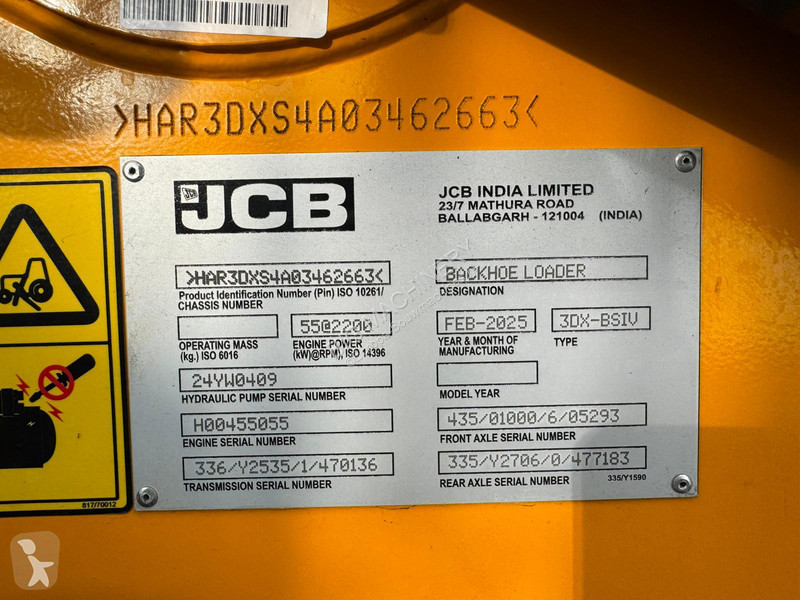 >HAR3DXS4A03462663<
JCB
JCB INDIA LIMITED
23/7 MATHURA ROAD
BALLABGARH - 121004 (INDIA)
>HAR3DXS4A03462663<
Product Identification Number (Pin) ISO 10261/
CHASSIS NUMBER
BACKHOE LOADER
DESIGNATION
OPERATING MASS
(kg.) ISO 6016
55@2200
ENGINE POWER
(kW)@RPM), ISO 14396
FEB-2025
YEAR & MONTH OF
MANUFACTURING
3DX-BSIV
TYPE
24YW0409
HYDRAULIC PUMP SERIAL NUMBER
MODEL YEAR
H00455055
ENGINE SERIAL NUMBER
435/01000/6/05293
FRONT AXLE SERIAL NUMBER
336/Y2535/1/470136
TRANSMISSION SERIAL NUMBER
335/Y2706/0/477183
REAR AXLE SERIAL NUMBER
335/Y1590
817/70012